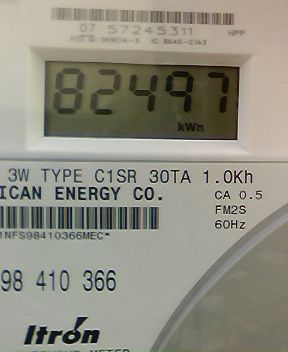 07 57245311
HPP
82497
kWh
3W TYPE C1SR 30TA 1.0Kh
ICAN ENERGY CO.
CA 0.5
FM2S
60Hz
1NFS98410366MEC*
98 410 366
Itron